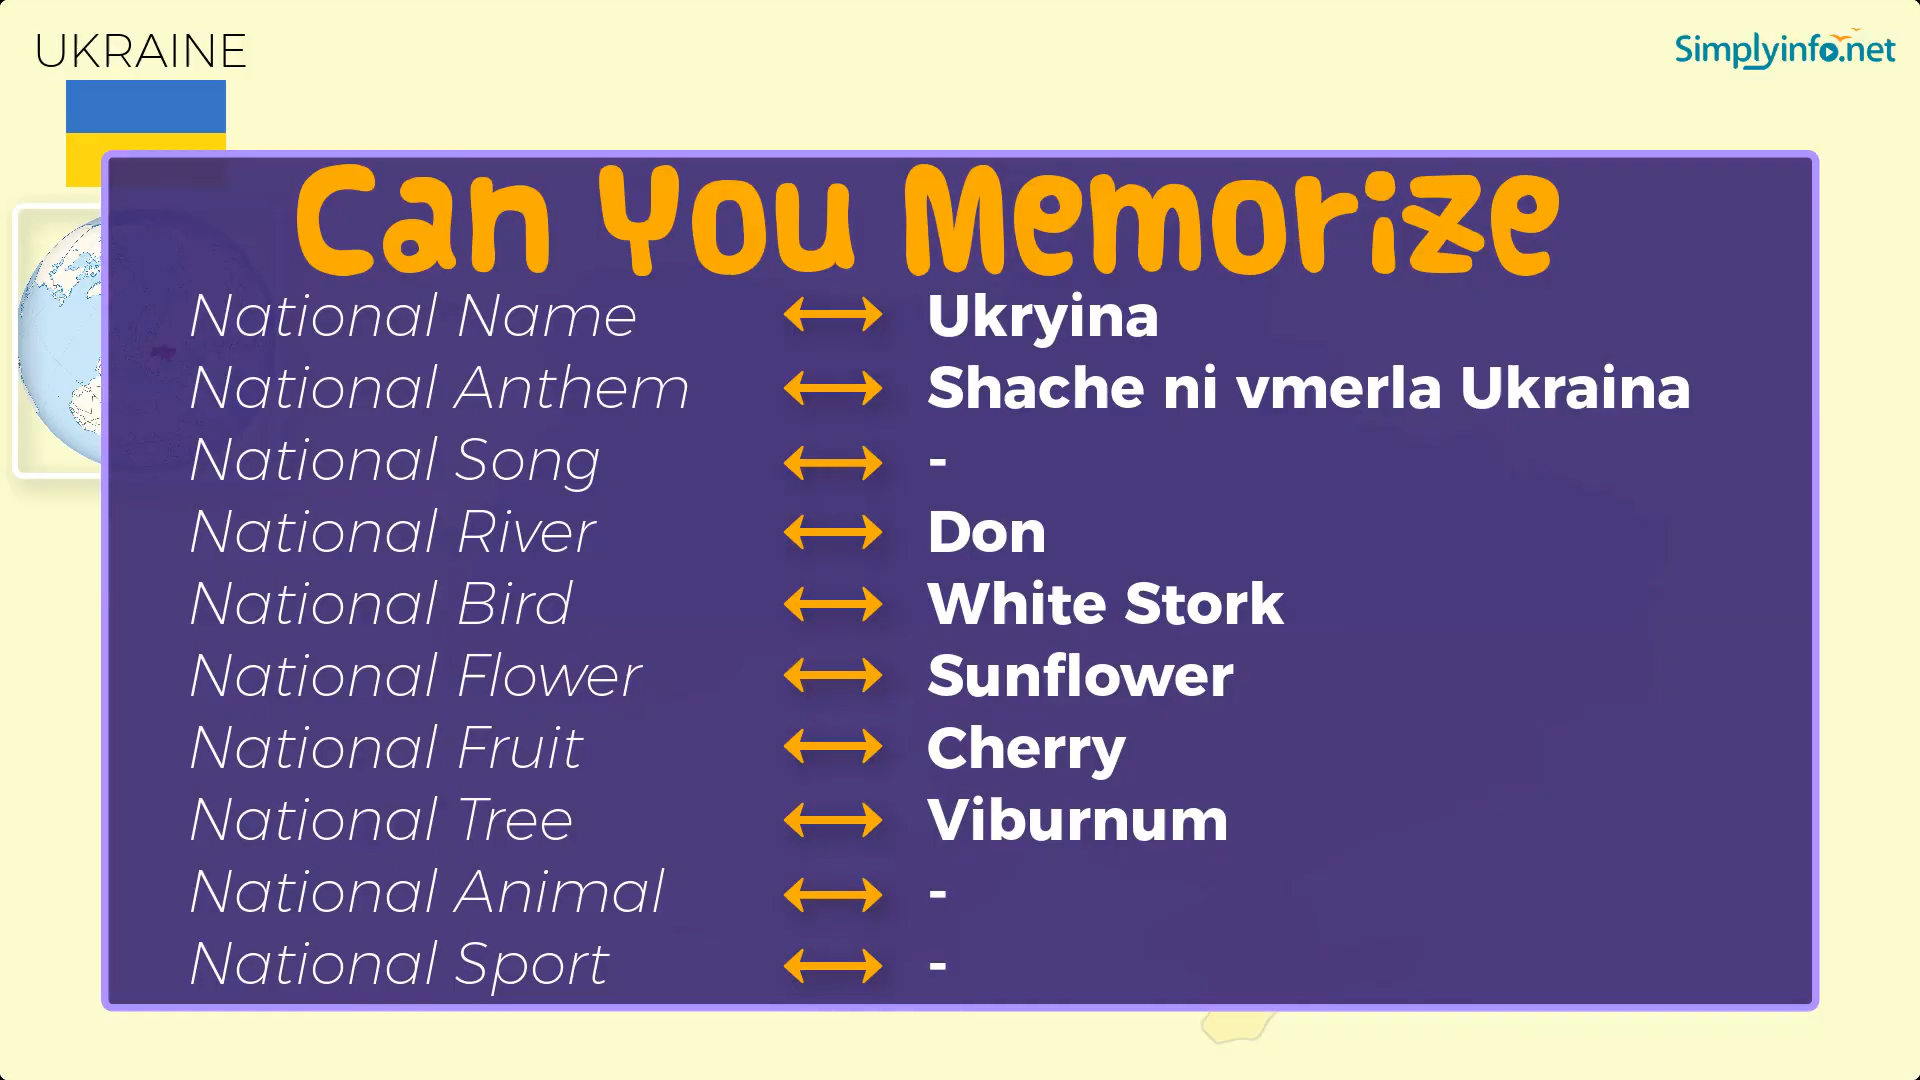 UKRAINE
Simplyinfo.net
Can You Memorize
National Name ↔ Ukryina
National Anthem ↔ Shache ni vmerla Ukraina
National Song ↔ -
National River ↔ Don
National Bird ↔ White Stork
National Flower ↔ Sunflower
National Fruit ↔ Cherry
National Tree ↔ Viburnum
National Animal ↔ -
National Sport ↔ -